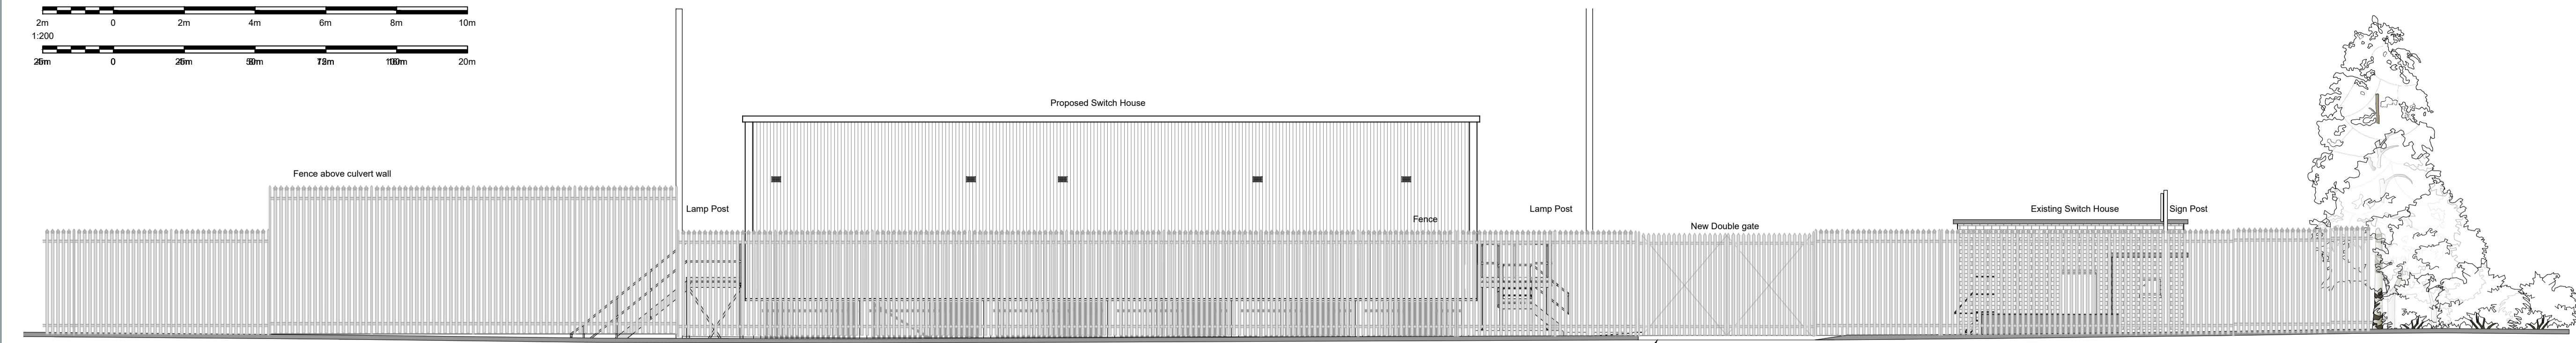 2m 0 2m 4m 6m 8m 10m
1:200
0 20m
Proposed Switch House
Fence above culvert wall
Lamp Post
Fence
Lamp Post
New Double gate
Existing Switch House
Sign Post